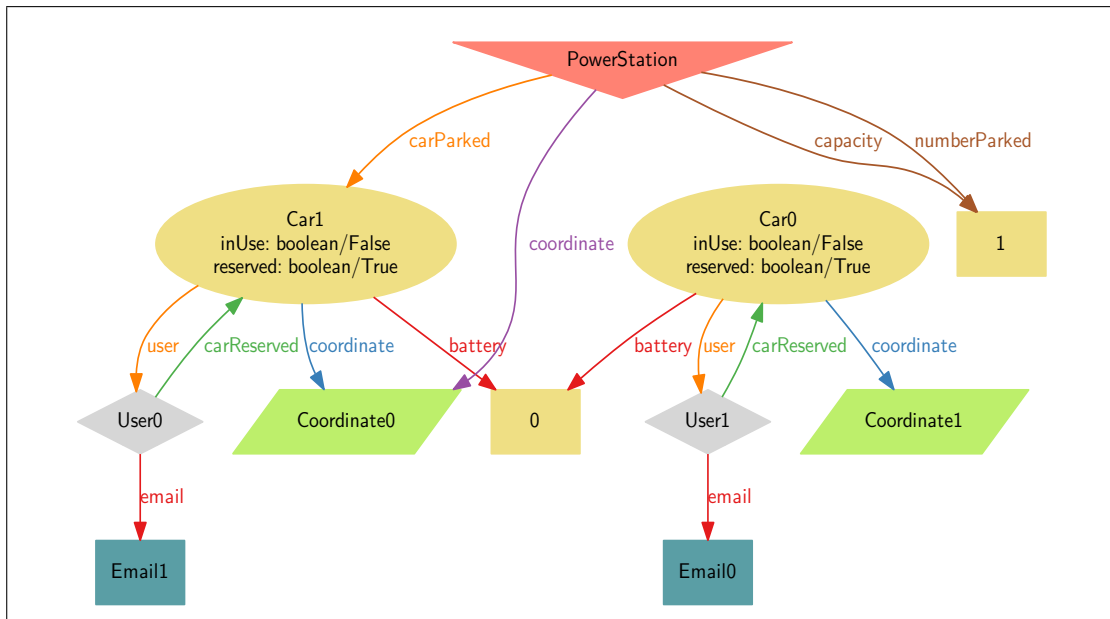 PowerStation
carParked
capacity
numberParked
coordinate
Car1
inUse: boolean/False
reserved: boolean/True
Car0
inUse: boolean/False
reserved: boolean/True
1
user
carReserved
coordinate
battery
battery
user
carReserved
coordinate
User0
Coordinate0
0
User1
Coordinate1
email
email
Email1
Email0